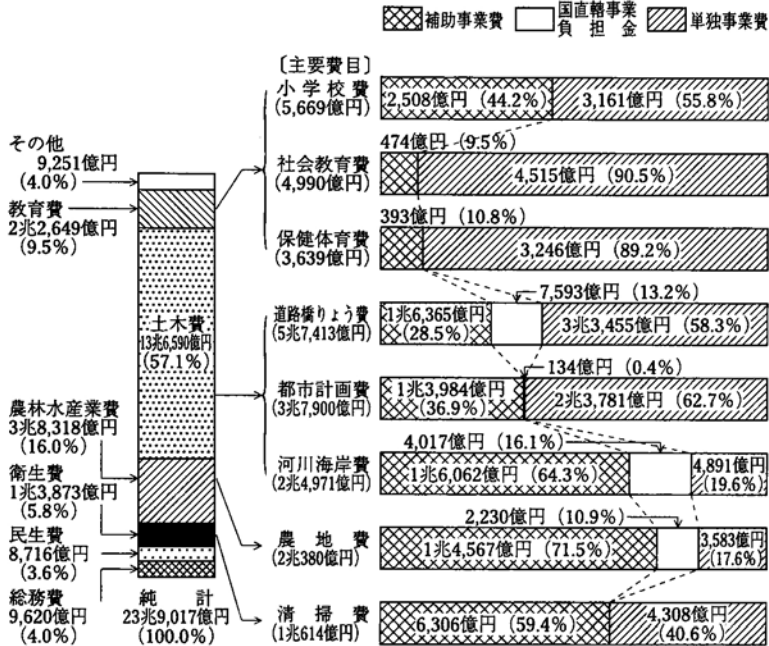 補助事業費
国直轄事業
負担金
単独事業費
〔主要費目〕
小学校費
(5,669億円)
2,508億円 (44.2%)
3,161億円 (55.8%)
その他
9,251億円
(4.0%)
教育費
2兆2,649億円
(9.5%)
474億円 (9.5%)
社会教育費
(4,990億円)
4,515億円 (90.5%)
393億円 (10.8%)
保健体育費
(3,639億円)
3,246億円 (89.2%)
7,593億円 (13.2%)
道路橋りょう費
(5兆7,413億円)
1兆6,365億円
(28.5%)
3兆3,455億円 (58.3%)
土木費
13兆6,590億円
(57.1%)
134億円 (0.4%)
都市計画費
(3兆7,900億円)
1兆3,984億円
(36.9%)
2兆3,781億円 (62.7%)
農林水産業費
3兆8,318億円
(16.0%)
4,017億円 (16.1%)
河川海岸費
(2兆4,971億円)
1兆6,062億円 (64.3%)
4,891億円
(19.6%)
衛生費
1兆3,873億円
(5.8%)
2,230億円 (10.9%)
農地費
(2兆380億円)
1兆4,567億円 (71.5%)
3,583億円
(17.6%)
民生費
8,716億円
(3.6%)
総務費
9,620億円
(4.0%)
純計
23兆9,017億円
(100.0%)
清掃費
(1兆614億円)
6,306億円 (59.4%)
4,308億円
(40.6%)